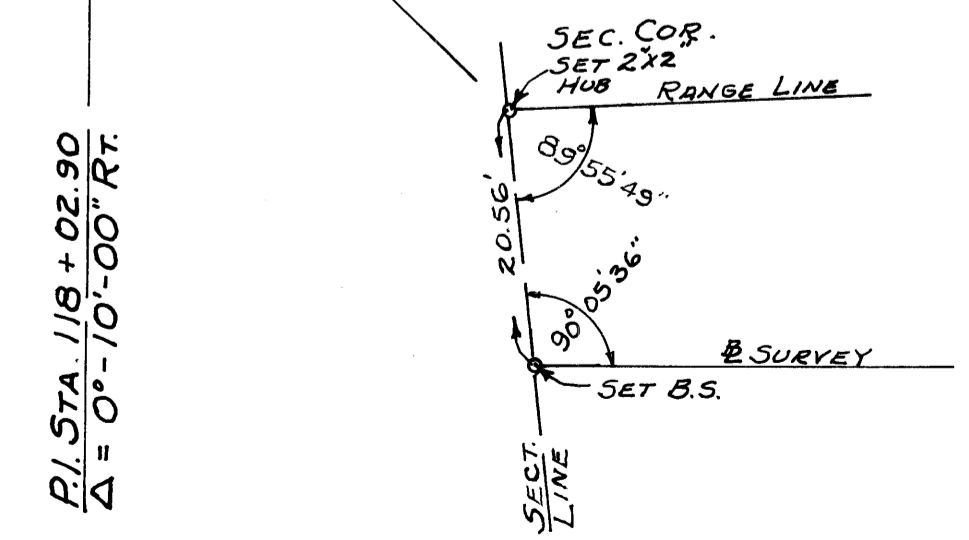 P.I. STA. 118 + 02.90
Δ = 0°-10'-00" RT.
SEC. COR.
SET 2"x2"
HUB
RANGE LINE
89° 55' 49"
20.56'
90° 05' 36"
℄ SURVEY
SET B.S.
SECT.
LINE